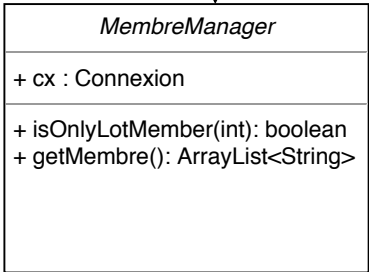 MembreManager
+ cx : Connexion
+ isOnlyLotMember(int): boolean
+ getMembre(): ArrayList<String>